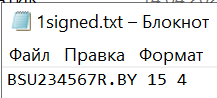 1signed.txt – Блокнот
Файл Правка Формат
BSU234567R.BY 15 4